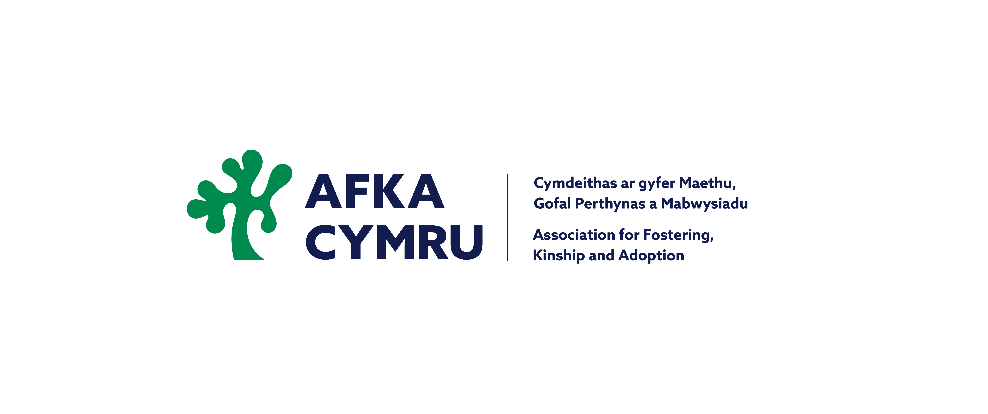 AFKA
CYMRU
Cymdeithas ar gyfer Maethu,
Gofal Perthynas a Mabwysiadu
Association for Fostering,
Kinship and Adoption